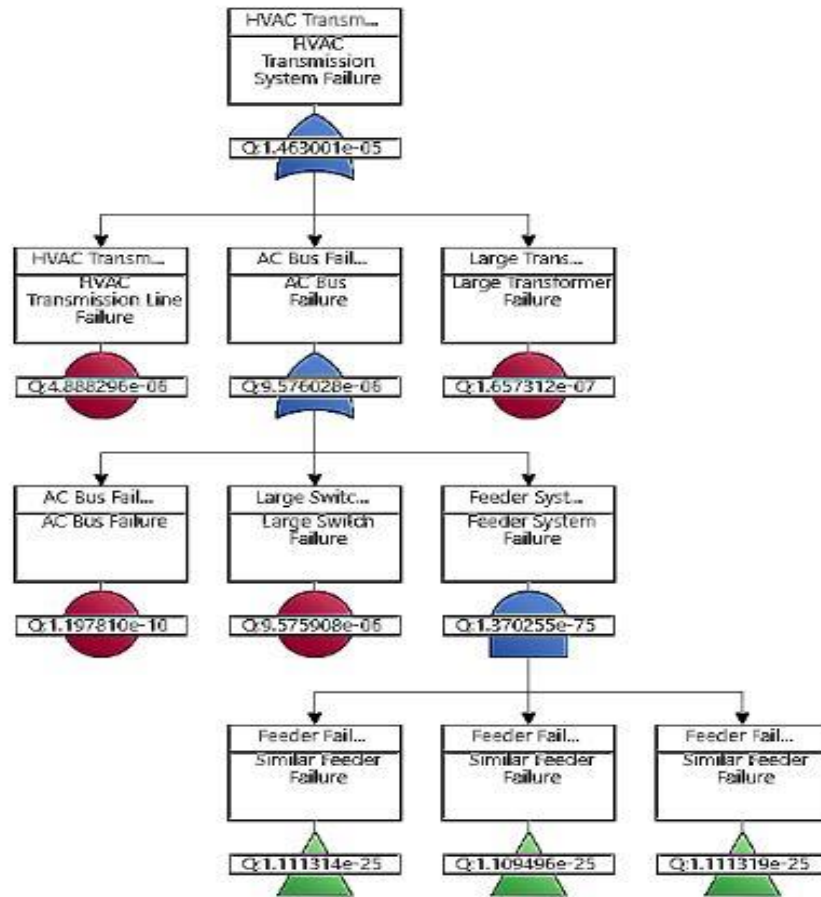 HVAC Transm...
HVAC
Transmission
System Failure
Q:1.463001e-05
HVAC Transm...
HVAC
Transmission Line
Failure
Q:4.888296e-06
AC Bus Fail...
AC Bus
Failure
Q:9.576028e-06
Large Trans...
Large Transformer
Failure
Q:1.657312e-07
AC Bus Fail...
AC Bus Failure
Q:1.197810e-10
Large Switc...
Large Switch
Failure
Q:9.575908e-06
Feeder Syst...
Feeder System
Failure
Q:1.370255e-75
Feeder Fail...
Similar Feeder
Failure
Q:1.111314e-25
Feeder Fail...
Similar Feeder
Failure
Q:1.109496e-25
Feeder Fail...
Similar Feeder
Failure
Q:1.111319e-25